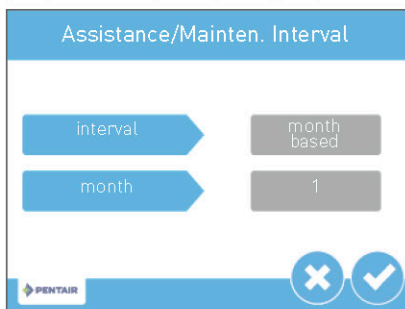 Assistance/Mainten. Interval
interval
month
based
month
1
PENTAIR